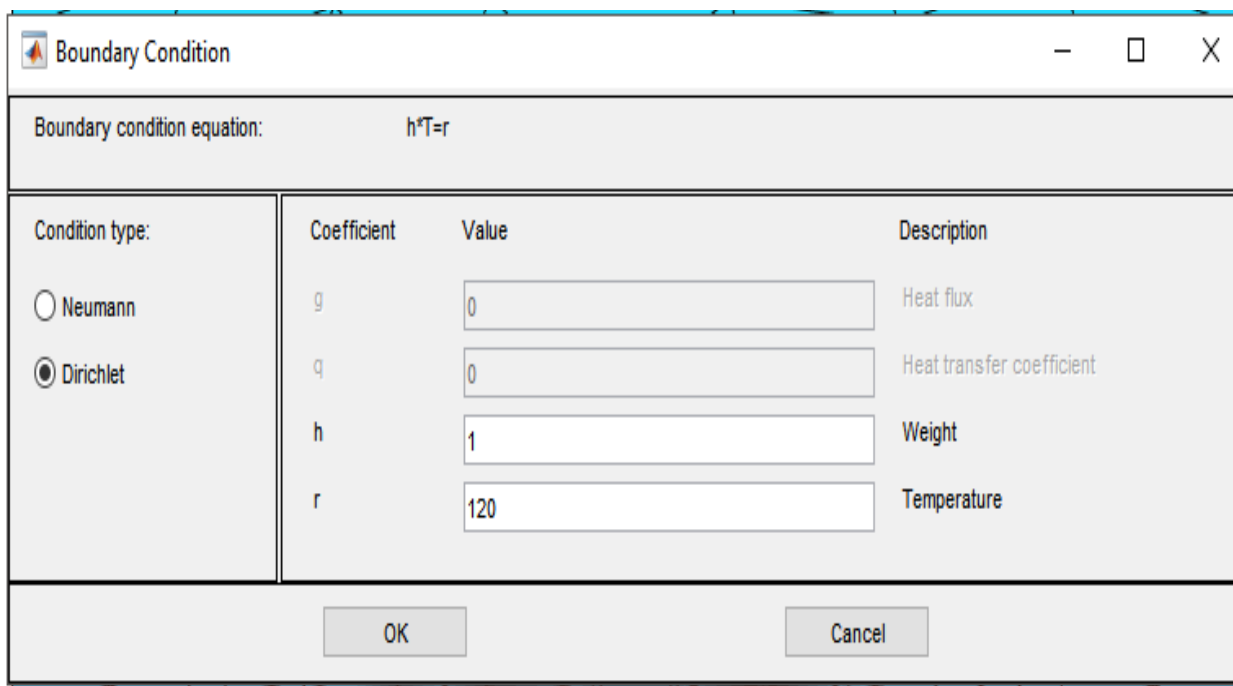 Boundary Condition
Boundary condition equation: h*T=r
Condition type:
Neumann
Dirichlet
Coefficient Value Description
g 0 Heat flux
q 0 Heat transfer coefficient
h 1 Weight
r 120 Temperature
OK Cancel